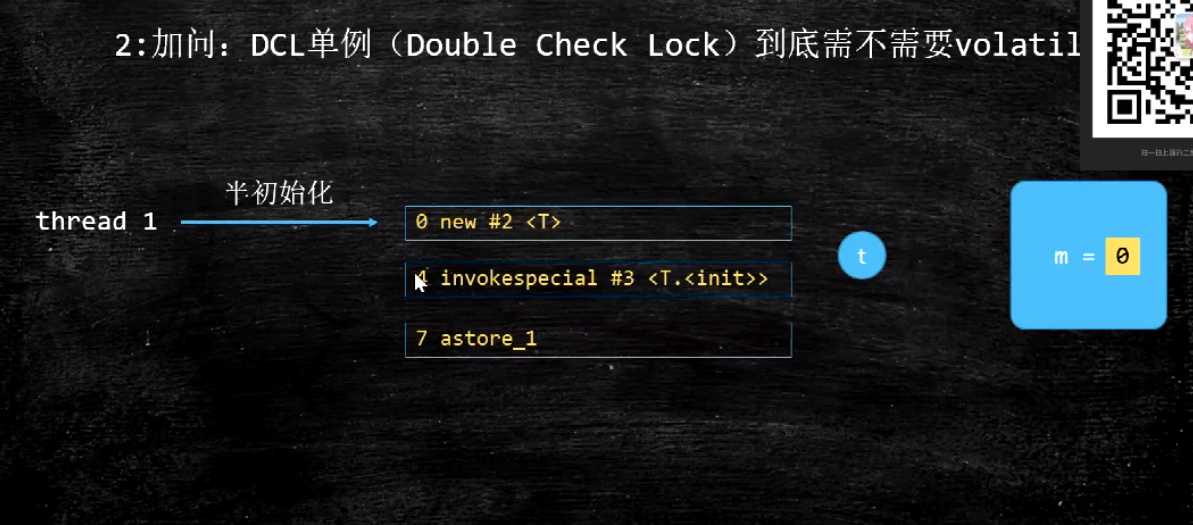 2:加问：DCL单例（Double Check Lock）到底需不需要volatil
半初始化
thread 1
0 new #2 <T>
t
m = 0
4 invokespecial #3 <T.<init>>
7 astore_1